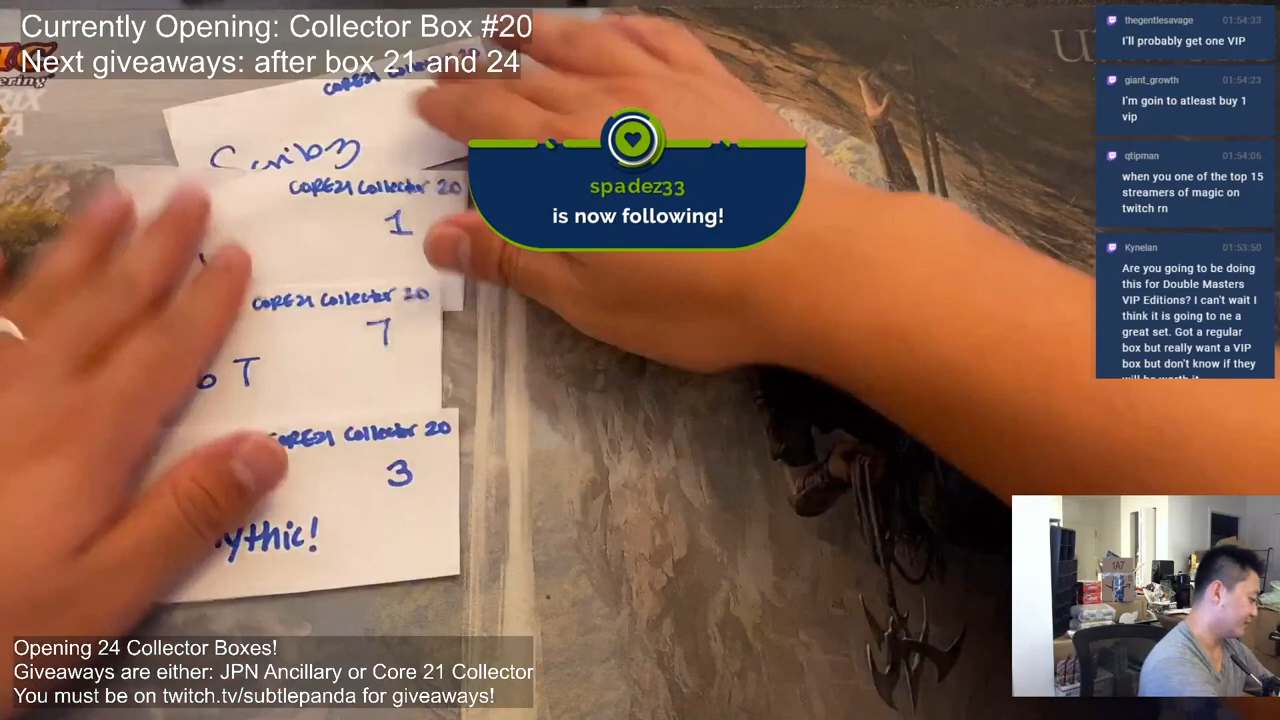 Currently Opening: Collector Box #20
Next giveaways: after box 21 and 24
CORE21 Collector 20
1
CORE21 Collector 20
7
T
CORE21 Collector 20
3
ythic!
spadez33
is now following!
thegentlesavage 01:54:33
I'll probably get one VIP
giant_growth 01:54:23
I'm goin to atleast buy 1
vip
qtipman 01:54:06
when you one of the top 15
streamers of magic on
twitch rn
Kynelan 01:53:50
Are you going to be doing
this for Double Masters
VIP Editions? I can't wait I
think it is going to ne a
great set. Got a regular
box but really want a VIP
box but don't know if they
will be worth it
1A7
Opening 24 Collector Boxes!
Giveaways are either: JPN Ancillary or Core 21 Collector
You must be on twitch.tv/subtlepanda for giveaways!